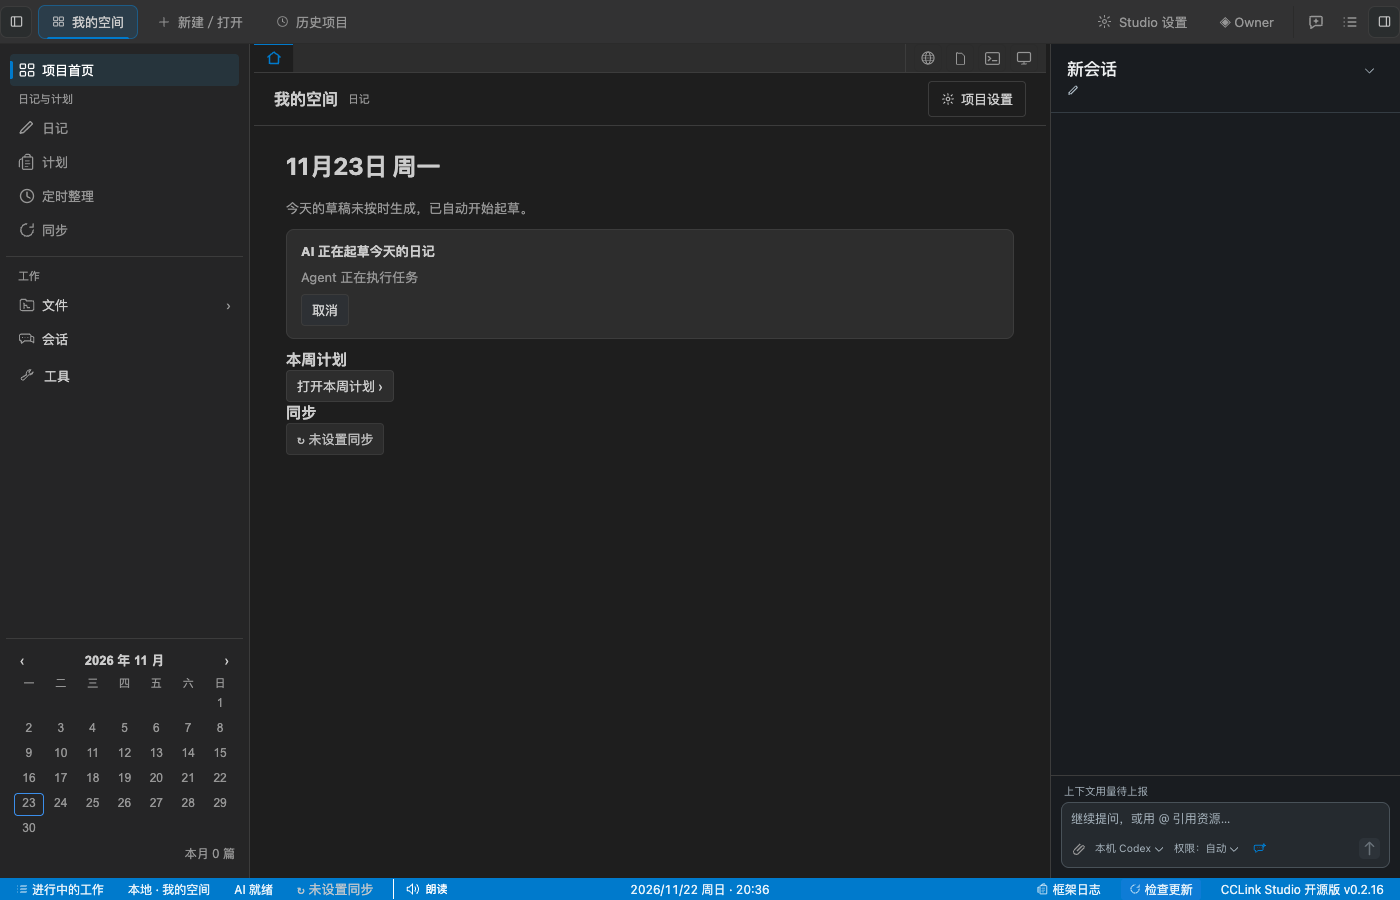 我的空间
新建 / 打开
历史项目
Studio 设置
Owner
项目首页
日记与计划
日记
计划
定时整理
同步
工作
文件
会话
工具
我的空间 日记
项目设置
11月23日 周一
今天的草稿未按时生成，已自动开始起草。
AI 正在起草今天的日记
Agent 正在执行任务
取消
本周计划
打开本周计划 ›
同步
↻ 未设置同步
新会话
上下文用量待上报
继续提问，或用 @ 引用资源...
本机 Codex
权限：自动
‹ 2026 年 11 月 ›
一 二 三 四 五 六 日
1
2 3 4 5 6 7 8
9 10 11 12 13 14 15
16 17 18 19 20 21 22
23 24 25 26 27 28 29
30
本月 0 篇
进行中的工作
本地 · 我的空间
AI 就绪
↻ 未设置同步
朗读
2026/11/22 周日 · 20:36
框架日志
检查更新
CCLink Studio 开源版 v0.2.16